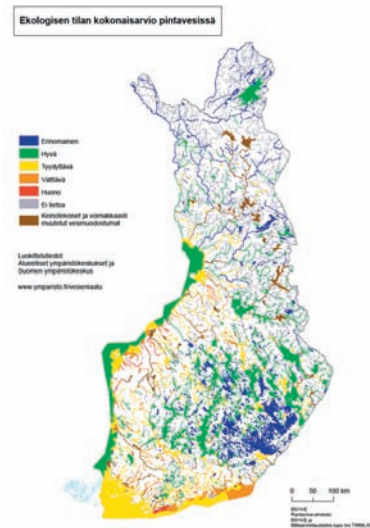 Ekologisen tilan kokonaisarvio pintavesissä
Erinomainen
Hyvä
Tyydyttävä
Välttävä
Huono
Ei tietoa
Keinotekoiset ja voimakkaasti
muutetut vesimuodostumat
Luokittelutiedot:
Alueelliset ympäristökeskukset ja
Suomen ympäristökeskus
www.ymparisto.fi/vesienlaatu
0 50 100 km